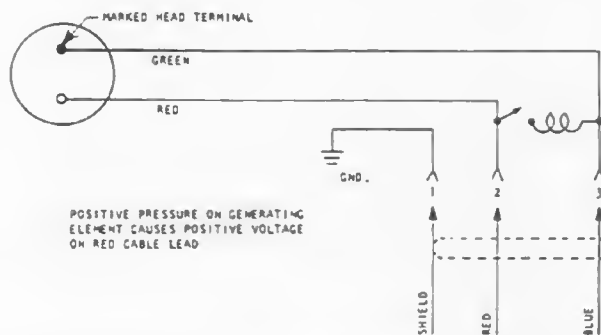 MARKED HEAD TERMINAL
GREEN
RED
GND.
1 2 3
POSITIVE PRESSURE ON GENERATING
ELEMENT CAUSES POSITIVE VOLTAGE
ON RED CABLE LEAD
SHIELD
RED
BLUE